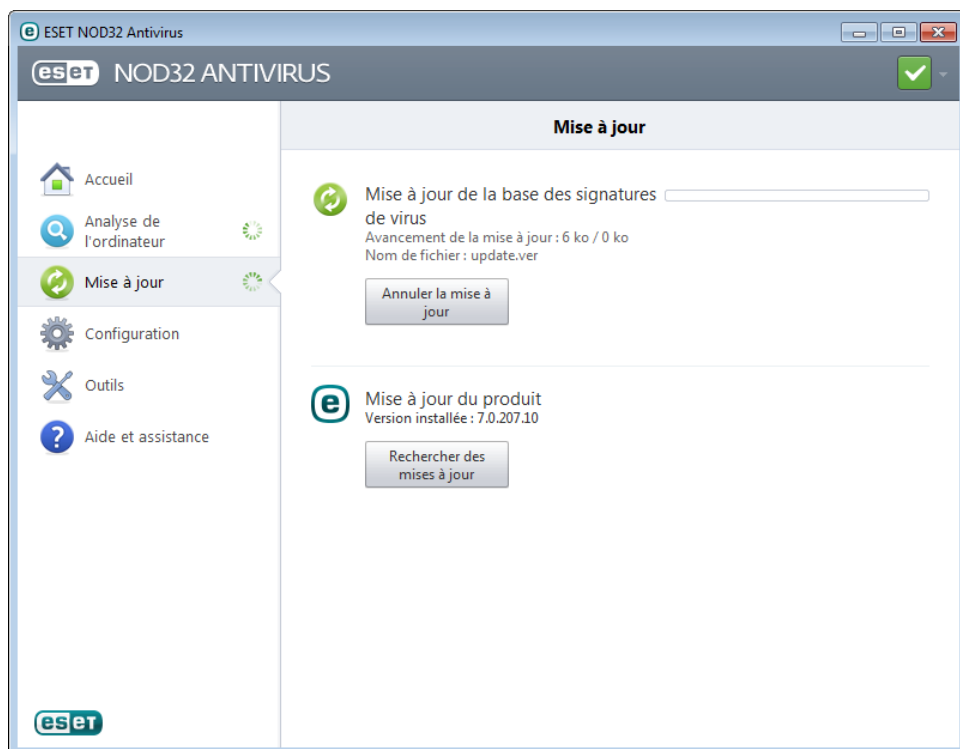 ESET NOD32 Antivirus
eset NOD32 ANTIVIRUS
Mise à jour
Accueil
Analyse de
l'ordinateur
Mise à jour
Configuration
Outils
Aide et assistance
Mise à jour de la base des signatures
de virus
Avancement de la mise à jour : 6 ko / 0 ko
Nom de fichier : update.ver
Annuler la mise à
jour
Mise à jour du produit
Version installée : 7.0.207.10
Rechercher des
mises à jour
eset